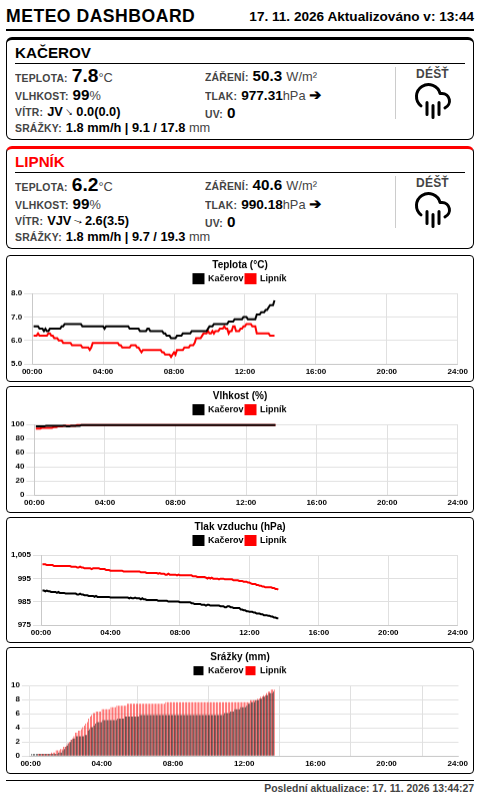 METEO DASHBOARD
17. 11. 2026 Aktualizováno v: 13:44
KAČEROV
TEPLOTA: 7.8°C
VLHKOST: 99%
VÍTR: JV → 0.0(0.0)
SRÁŽKY: 1.8 mm/h | 9.1 / 17.8 mm
ZÁŘENÍ: 50.3 W/m²
TLAK: 977.31hPa ➔
UV: 0
DÉŠŤ
LIPNÍK
TEPLOTA: 6.2°C
VLHKOST: 99%
VÍTR: VJV → 2.6(3.5)
SRÁŽKY: 1.8 mm/h | 9.7 / 19.3 mm
ZÁŘENÍ: 40.6 W/m²
TLAK: 990.18hPa ➔
UV: 0
DÉŠŤ
Teplota (°C)
Kačerov Lipník
8.0
7.0
6.0
5.0
00:00 04:00 08:00 12:00 16:00 20:00 24:00
Vlhkost (%)
Kačerov Lipník
100
80
60
40
20
0
00:00 04:00 08:00 12:00 16:00 20:00 24:00
Tlak vzduchu (hPa)
Kačerov Lipník
1,005
995
985
975
00:00 04:00 08:00 12:00 16:00 20:00 24:00
Srážky (mm)
Kačerov Lipník
10
8
6
4
2
0
00:00 04:00 08:00 12:00 16:00 20:00 24:00
Poslední aktualizace: 17. 11. 2026 13:44:27